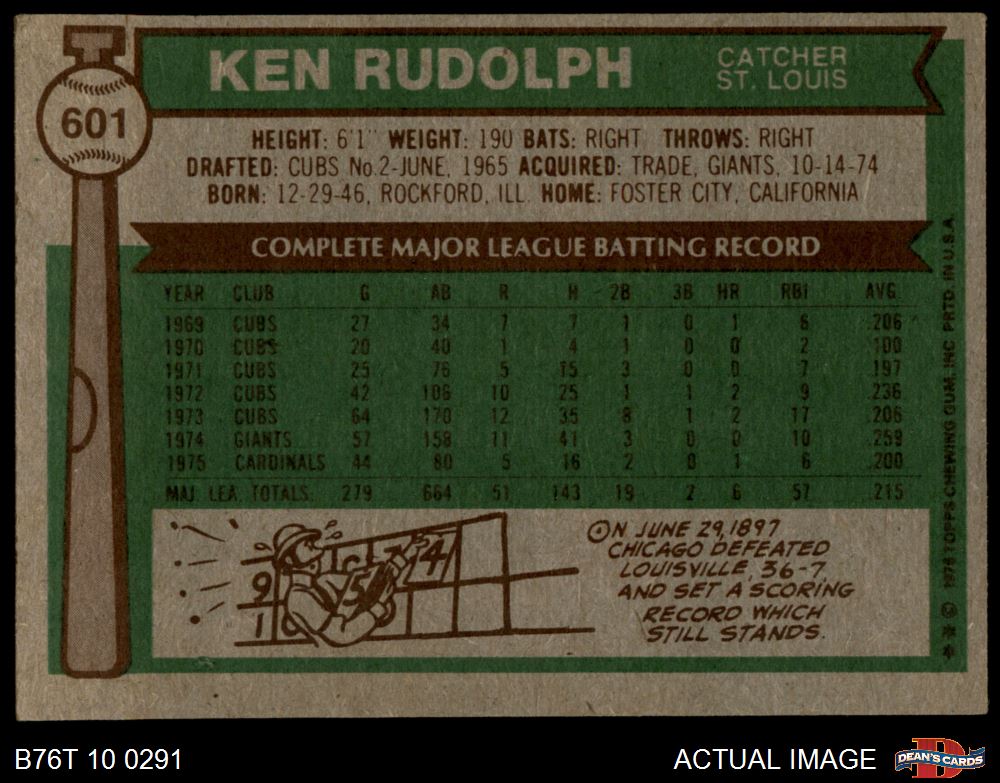 KEN RUDOLPH
CATCHER
ST. LOUIS
601
HEIGHT: 6'1" WEIGHT: 190 BATS: RIGHT THROWS: RIGHT
DRAFTED: CUBS No.2-JUNE, 1965 ACQUIRED: TRADE, GIANTS, 10-14-74
BORN: 12-29-46, ROCKFORD, ILL. HOME: FOSTER CITY, CALIFORNIA
COMPLETE MAJOR LEAGUE BATTING RECORD
YEAR CLUB G AB R H 2B 3B HR RBI AVG.
1969 CUBS 27 34 7 7 1 0 1 6 .206
1970 CUBS 20 40 1 4 1 0 0 2 .100
1971 CUBS 25 76 5 15 3 0 0 7 .197
1972 CUBS 42 106 10 25 1 1 2 9 .236
1973 CUBS 64 170 12 35 8 1 2 17 .206
1974 GIANTS 57 158 11 41 3 0 0 10 .259
1975 CARDINALS 44 80 5 16 2 0 1 6 .200
MAJ. LEA. TOTALS: 279 664 51 143 19 2 6 57 .215
9
1
4
ON JUNE 29, 1897
CHICAGO DEFEATED
LOUISVILLE, 36-7
AND SET A SCORING
RECORD WHICH
STILL STANDS.
** © 1976 TOPPS CHEWING GUM, INC. PRTD. IN U.S.A.
B76T 10 0291
ACTUAL IMAGE
DEAN'S CARDS